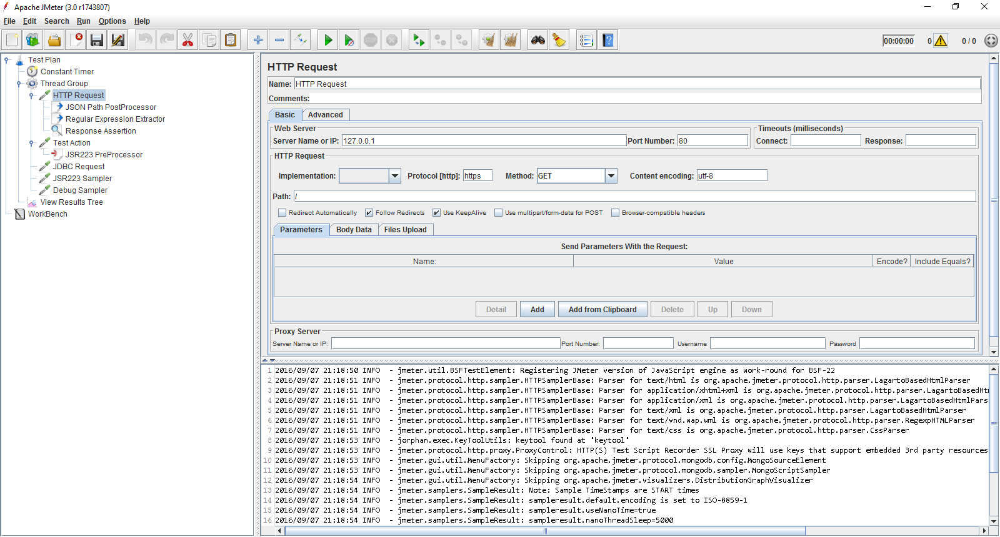 Apache JMeter (3.0 r1743807)
File Edit Search Run Options Help
00:00:00 0 0 / 0
Test Plan
Constant Timer
Thread Group
HTTP Request
JSON Path PostProcessor
Regular Expression Extractor
Response Assertion
Test Action
JSR223 PreProcessor
JDBC Request
JSR223 Sampler
Debug Sampler
View Results Tree
WorkBench
HTTP Request
Name: HTTP Request
Comments:
Basic Advanced
Web Server
Server Name or IP: 127.0.0.1 Port Number: 80
Timeouts (milliseconds)
Connect: Response:
HTTP Request
Implementation: Protocol [http]: https Method: GET Content encoding: utf-8
Path: /
Redirect Automatically Follow Redirects Use KeepAlive Use multipart/form-data for POST Browser-compatible headers
Parameters Body Data Files Upload
Send Parameters With the Request:
Name: Value Encode? Include Equals?
Detail Add Add from Clipboard Delete Up Down
Proxy Server
Server Name or IP: Port Number: Username Password
1 2016/09/07 21:18:50 INFO - jmeter.util.BSFTestElement: Registering JMeter version of JavaScript engine as work-round for BSF-22
2 2016/09/07 21:18:51 INFO - jmeter.protocol.http.sampler.HTTPSamplerBase: Parser for text/html is org.apache.jmeter.protocol.http.parser.LagartoBasedHtmlParser
3 2016/09/07 21:18:51 INFO - jmeter.protocol.http.sampler.HTTPSamplerBase: Parser for application/xhtml+xml is org.apache.jmeter.protocol.http.parser.LagartoBasedHt
4 2016/09/07 21:18:51 INFO - jmeter.protocol.http.sampler.HTTPSamplerBase: Parser for application/xml is org.apache.jmeter.protocol.http.parser.LagartoBasedHtmlPars
5 2016/09/07 21:18:51 INFO - jmeter.protocol.http.sampler.HTTPSamplerBase: Parser for text/xml is org.apache.jmeter.protocol.http.parser.LagartoBasedHtmlParser
6 2016/09/07 21:18:51 INFO - jmeter.protocol.http.sampler.HTTPSamplerBase: Parser for text/vnd.wap.wml is org.apache.jmeter.protocol.http.parser.RegexpHTMLParser
7 2016/09/07 21:18:51 INFO - jmeter.protocol.http.sampler.HTTPSamplerBase: Parser for text/css is org.apache.jmeter.protocol.http.parser.CssParser
8 2016/09/07 21:18:53 INFO - jorphan.exec.KeyToolUtils: keytool found at 'keytool'
9 2016/09/07 21:18:53 INFO - jmeter.protocol.http.proxy.ProxyControl: HTTP(S) Test Script Recorder SSL Proxy will use keys that support embedded 3rd party resources
10 2016/09/07 21:18:53 INFO - jmeter.gui.util.MenuFactory: Skipping org.apache.jmeter.protocol.mongodb.config.MongoSourceElement
11 2016/09/07 21:18:53 INFO - jmeter.gui.util.MenuFactory: Skipping org.apache.jmeter.protocol.mongodb.sampler.MongoScriptSampler
12 2016/09/07 21:18:54 INFO - jmeter.gui.util.MenuFactory: Skipping org.apache.jmeter.visualizers.DistributionGraphVisualizer
13 2016/09/07 21:18:54 INFO - jmeter.samplers.SampleResult: Note: Sample TimeStamps are START times
14 2016/09/07 21:18:54 INFO - jmeter.samplers.SampleResult: sampleresult.default.encoding is set to ISO-8859-1
15 2016/09/07 21:18:54 INFO - jmeter.samplers.SampleResult: sampleresult.useNanoTime=true
16 2016/09/07 21:18:54 INFO - jmeter.samplers.SampleResult: sampleresult.nanoThreadSleep=5000